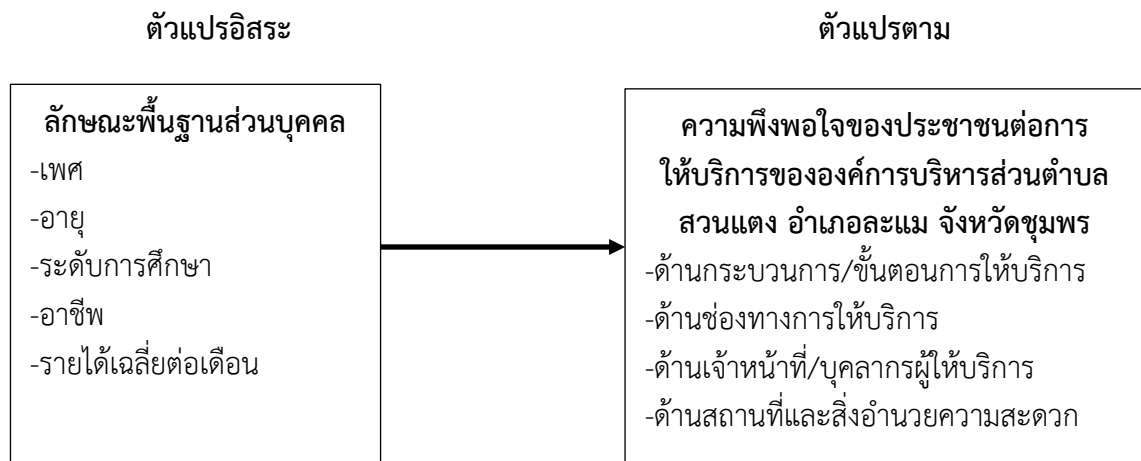 ตัวแปรอิสระ
ตัวแปรตาม
ลักษณะพื้นฐานส่วนบุคคล
-เพศ
-อายุ
-ระดับการศึกษา
-อาชีพ
-รายได้เฉลี่ยต่อเดือน
ความพึงพอใจของประชาชนต่อการ
ให้บริการขององค์การบริหารส่วนตำบล
สวนแตง อำเภอละแม จังหวัดชุมพร
-ด้านกระบวนการ/ขั้นตอนการให้บริการ
-ด้านช่องทางการให้บริการ
-ด้านเจ้าหน้าที่/บุคลากรผู้ให้บริการ
-ด้านสถานที่และสิ่งอำนวยความสะดวก